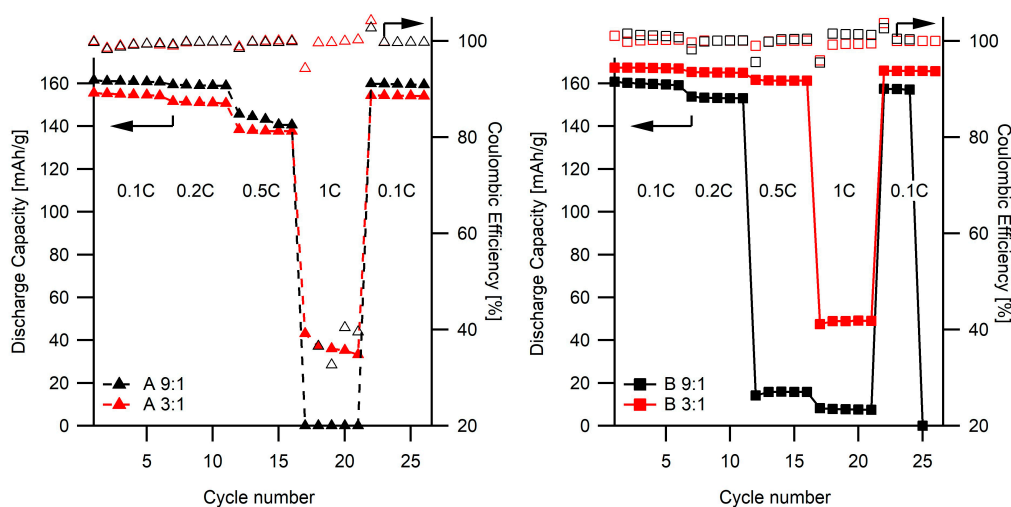 160
140
120
100
80
60
40
20
0
Discharge Capacity [mAh/g]
0.1C
0.2C
0.5C
1C
0.1C
A 9:1
A 3:1
5
10
15
20
25
Cycle number
100
80
60
40
20
Coulombic Efficiency [%]
160
140
120
100
80
60
40
20
0
Discharge Capacity [mAh/g]
0.1C
0.2C
0.5C
1C
0.1C
B 9:1
B 3:1
5
10
15
20
25
Cycle number
100
80
60
40
20
Coulombic Efficiency [%]